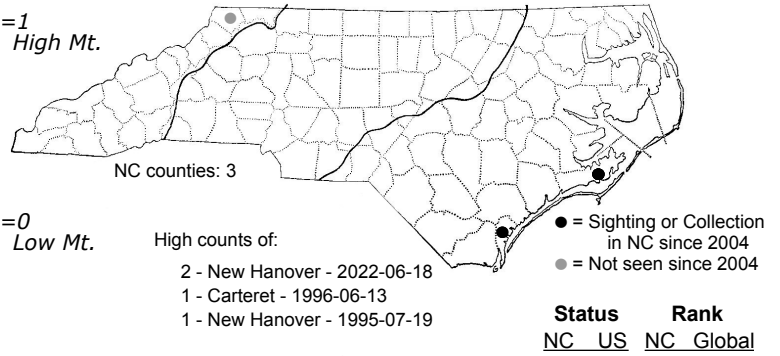 =1
High Mt.
NC counties: 3
=0
Low Mt.
High counts of:
2 - New Hanover - 2022-06-18
1 - Carteret - 1996-06-13
1 - New Hanover - 1995-07-19
● = Sighting or Collection
in NC since 2004
● = Not seen since 2004
Status Rank
NC US NC Global